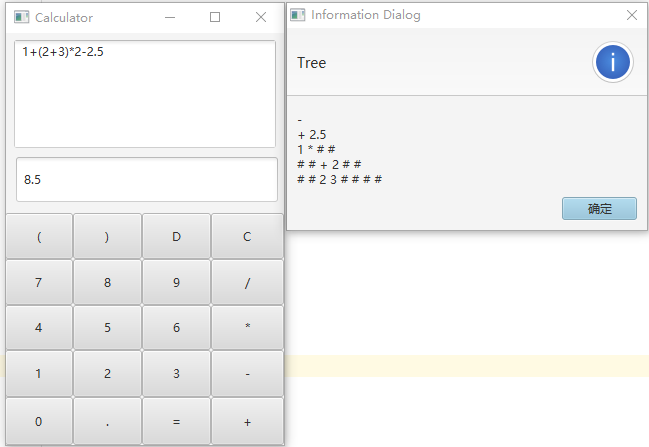 Calculator
1+(2+3)*2-2.5
8.5
( ) D C
7 8 9 /
4 5 6 *
1 2 3 -
0 . = +
Information Dialog
Tree
-
+ 2.5
1 * # #
# # + 2 # #
# # 2 3 # # # #
确定